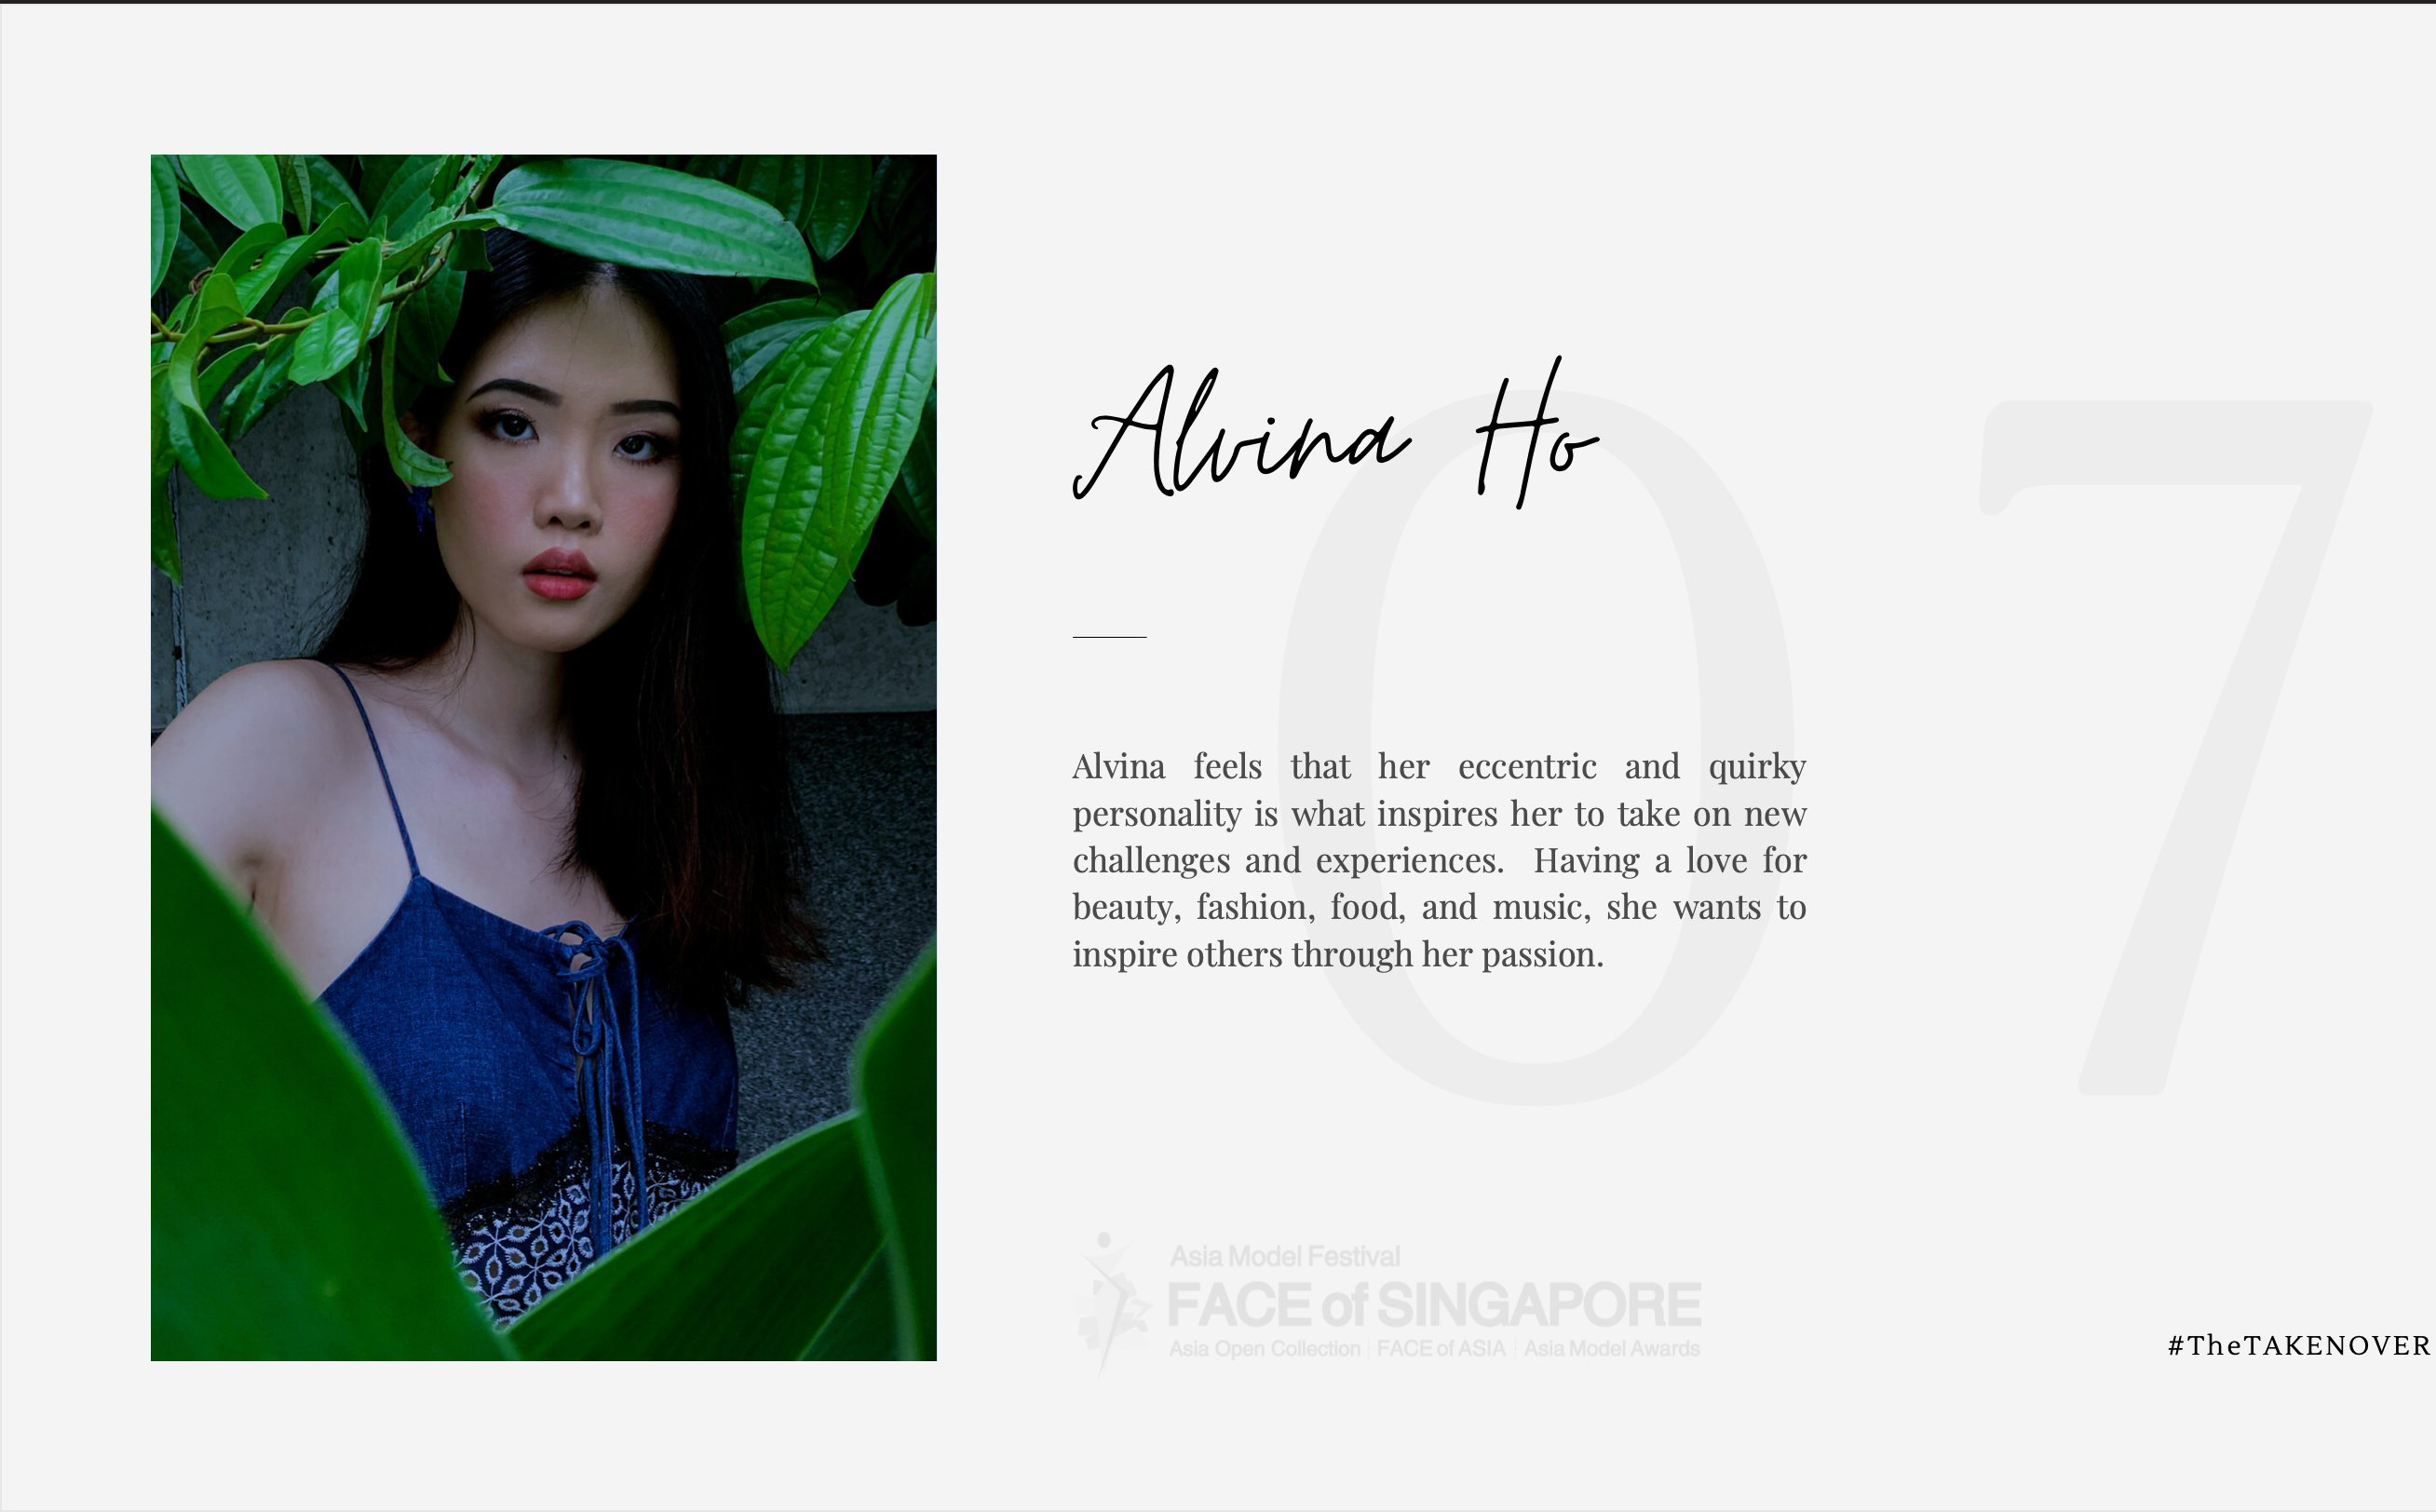 Alvina Ho
07
Alvina feels that her eccentric and quirky
personality is what inspires her to take on new
challenges and experiences. Having a love for
beauty, fashion, food, and music, she wants to
inspire others through her passion.
Asia Model Festival
FACE of SINGAPORE
Asia Open Collection | FACE of ASIA | Asia Model Awards
#TheTAKENOVER